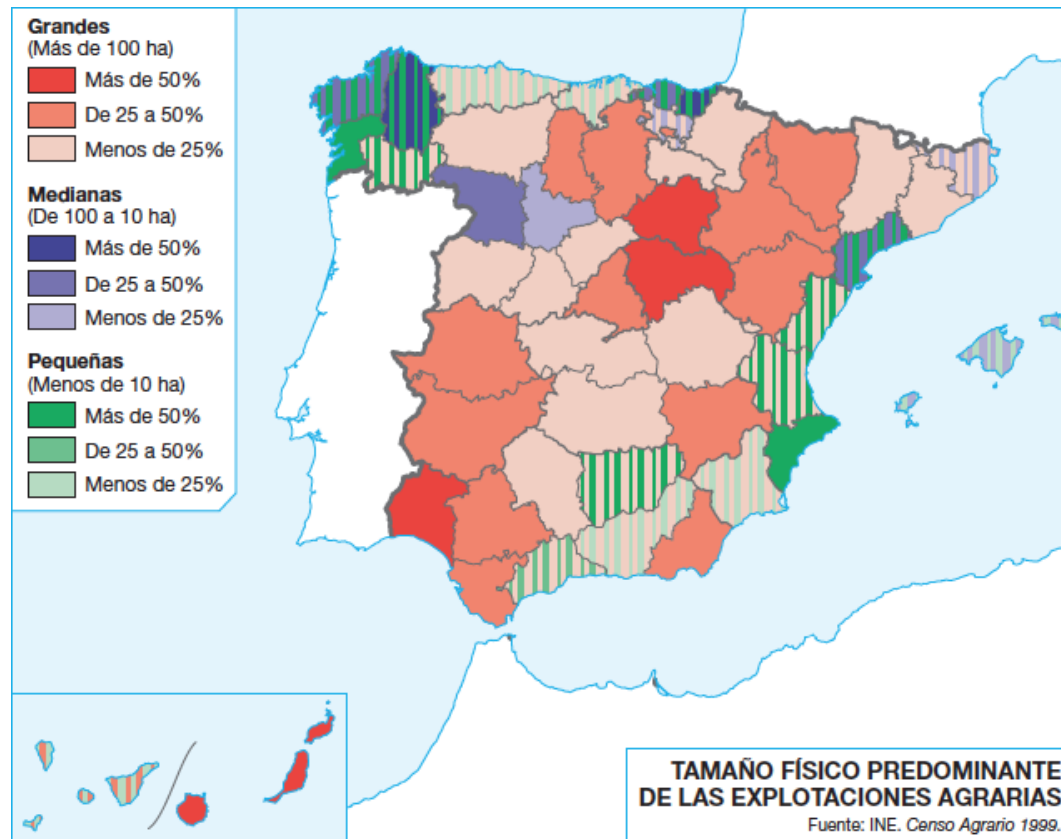 Grandes
(Más de 100 ha)
Más de 50%
De 25 a 50%
Menos de 25%
Medianas
(De 100 a 10 ha)
Más de 50%
De 25 a 50%
Menos de 25%
Pequeñas
(Menos de 10 ha)
Más de 50%
De 25 a 50%
Menos de 25%
TAMAÑO FÍSICO PREDOMINANTE
DE LAS EXPLOTACIONES AGRARIAS
Fuente: INE. Censo Agrario 1999.